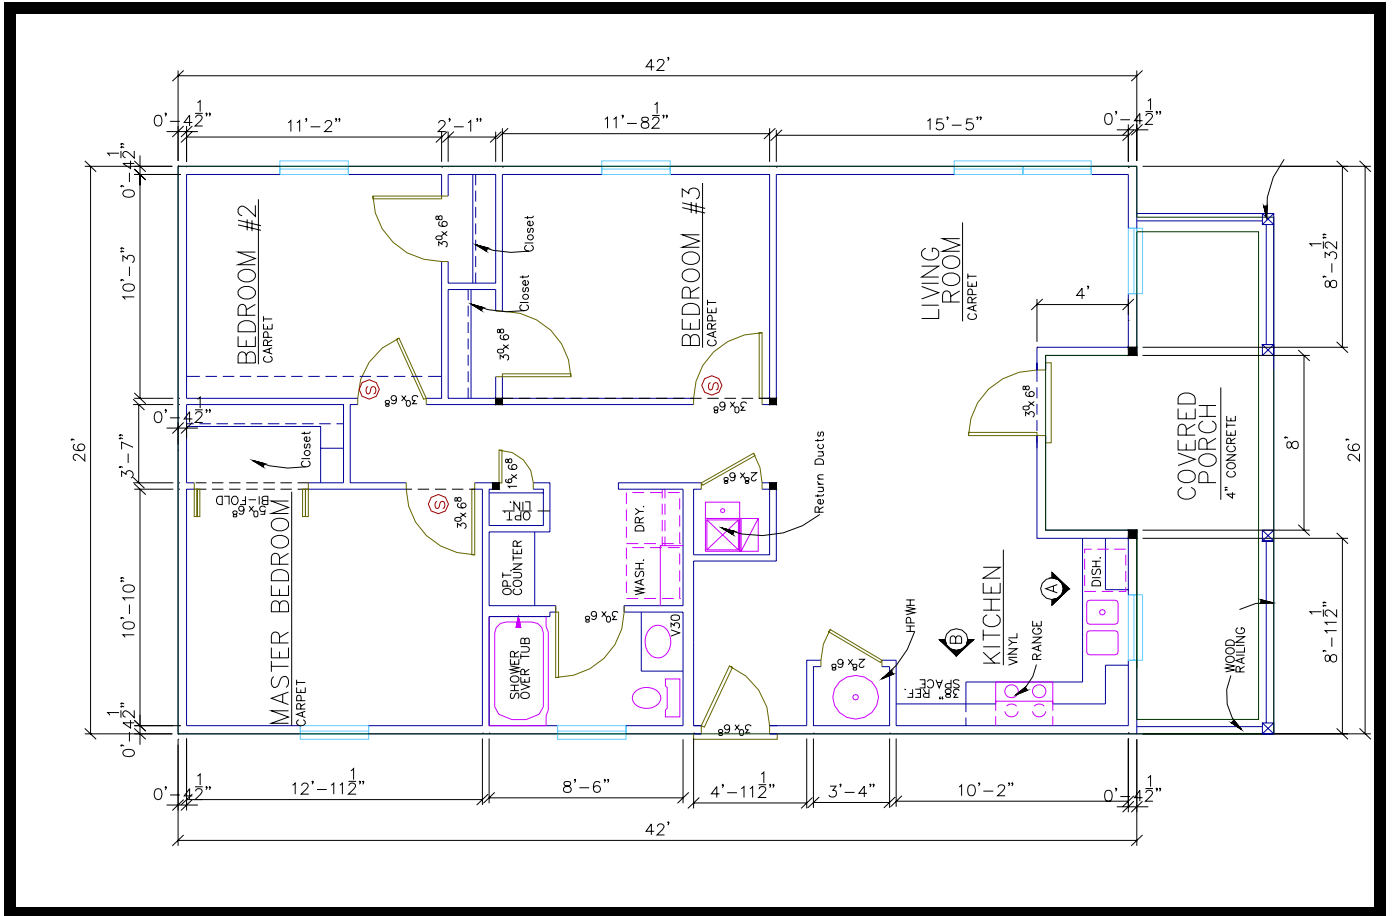 42'
0'-4 1/2"
11'-2"
2'-1"
11'-8 1/2"
15'-5"
0'-4 1/2"
0'-4 1/2"
10'-3"
26'
0'-4 1/2"
3'-7"
10'-10"
0'-4 1/2"
BEDROOM #2
CARPET
3⁰x 6⁸
Closet
Closet
3⁰x 6⁸
BEDROOM #3
CARPET
LIVING
ROOM
CARPET
4'
8'-3 1/2"
S
3⁰x 6⁸
S
3⁰x 6⁸
3⁰x 6⁸
COVERED
PORCH
4" CONCRETE
8'
26'
Closet
5⁰x 6⁸
BI-FOLD
S
3⁰x 6⁸
1⁶x 6⁸
OPT.
LIN.
2⁸x 6⁸
Return Ducts
DRY.
WASH.
OPT.
COUNTER
MASTER BEDROOM
CARPET
SHOWER
OVER TUB
3⁰x 6⁸
V30
3⁰x 6⁸
2⁸x 6⁸
HPWH
38" REF.
SPACE
KITCHEN
VINYL
RANGE
A
B
DISH.
WOOD
RAILING
8'-11 1/2"
0'-4 1/2"
12'-11 1/2"
8'-6"
4'-11 1/2"
3'-4"
10'-2"
0'-4 1/2"
42'